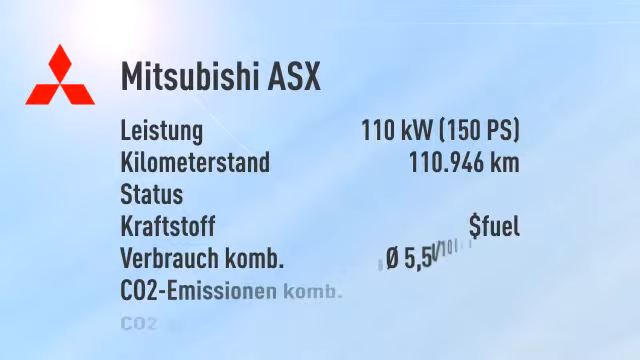 Mitsubishi ASX
Leistung 110 kW (150 PS)
Kilometerstand 110.946 km
Status
Kraftstoff $fuel
Verbrauch komb. Ø 5,5
CO2-Emissionen komb.
CO2